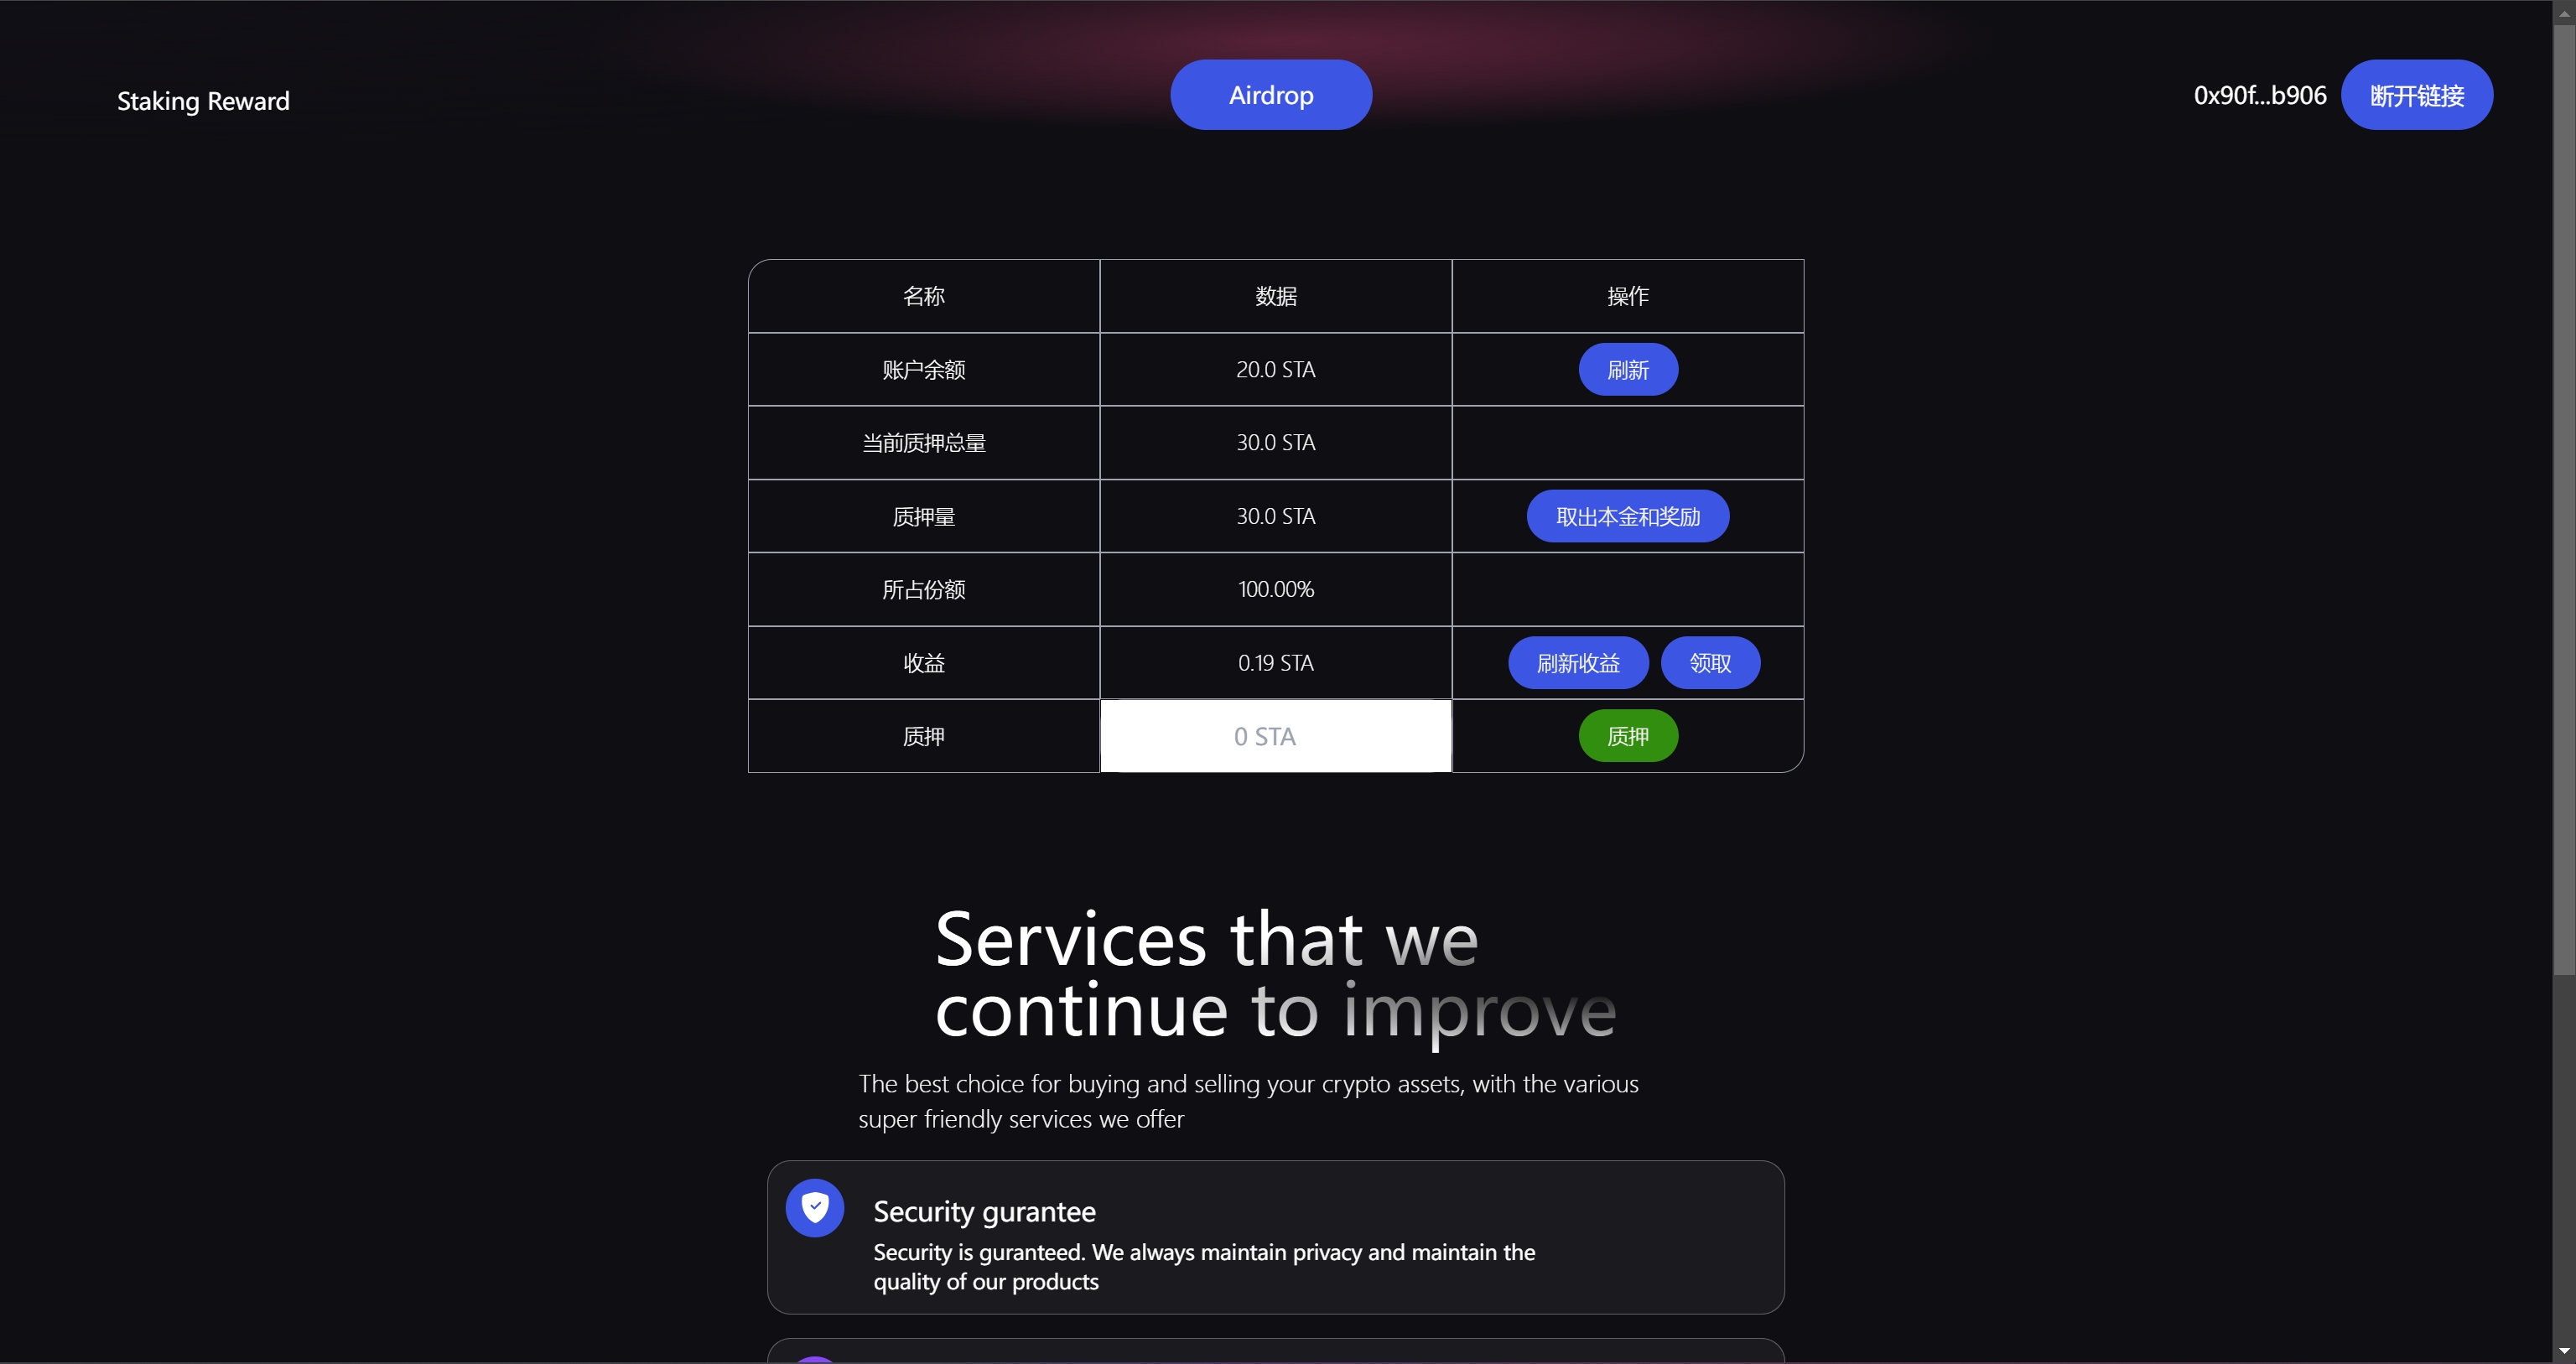 Staking Reward
Airdrop
0x90f...b906
断开链接
名称 数据 操作
账户余额 20.0 STA 刷新
当前质押总量 30.0 STA
质押量 30.0 STA 取出本金和奖励
所占份额 100.00%
收益 0.19 STA 刷新收益 领取
质押 0 STA 质押
Services that we
continue to improve
The best choice for buying and selling your crypto assets, with the various
super friendly services we offer
Security gurantee
Security is guranteed. We always maintain privacy and maintain the
quality of our products